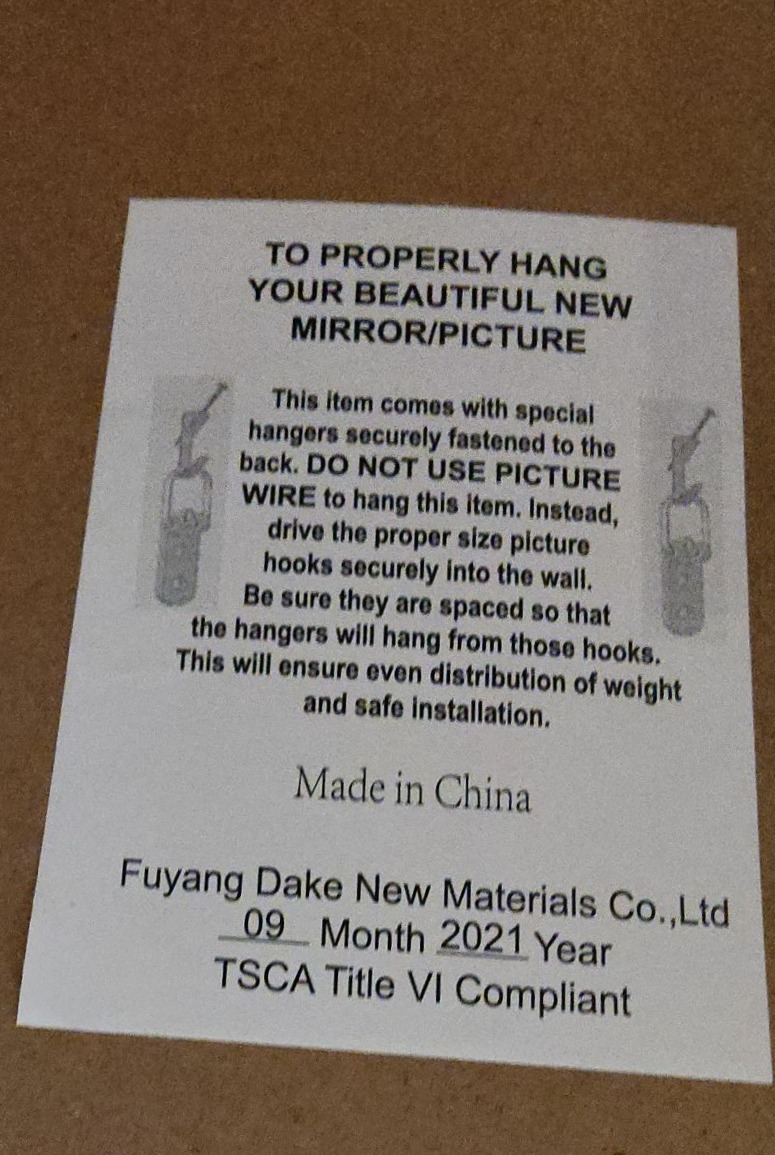 TO PROPERLY HANG
YOUR BEAUTIFUL NEW
MIRROR/PICTURE
This item comes with special
hangers securely fastened to the
back. DO NOT USE PICTURE
WIRE to hang this item. Instead,
drive the proper size picture
hooks securely into the wall.
Be sure they are spaced so that
the hangers will hang from those hooks.
This will ensure even distribution of weight
and safe installation.
Made in China
Fuyang Dake New Materials Co.,Ltd
09 Month 2021 Year
TSCA Title VI Compliant